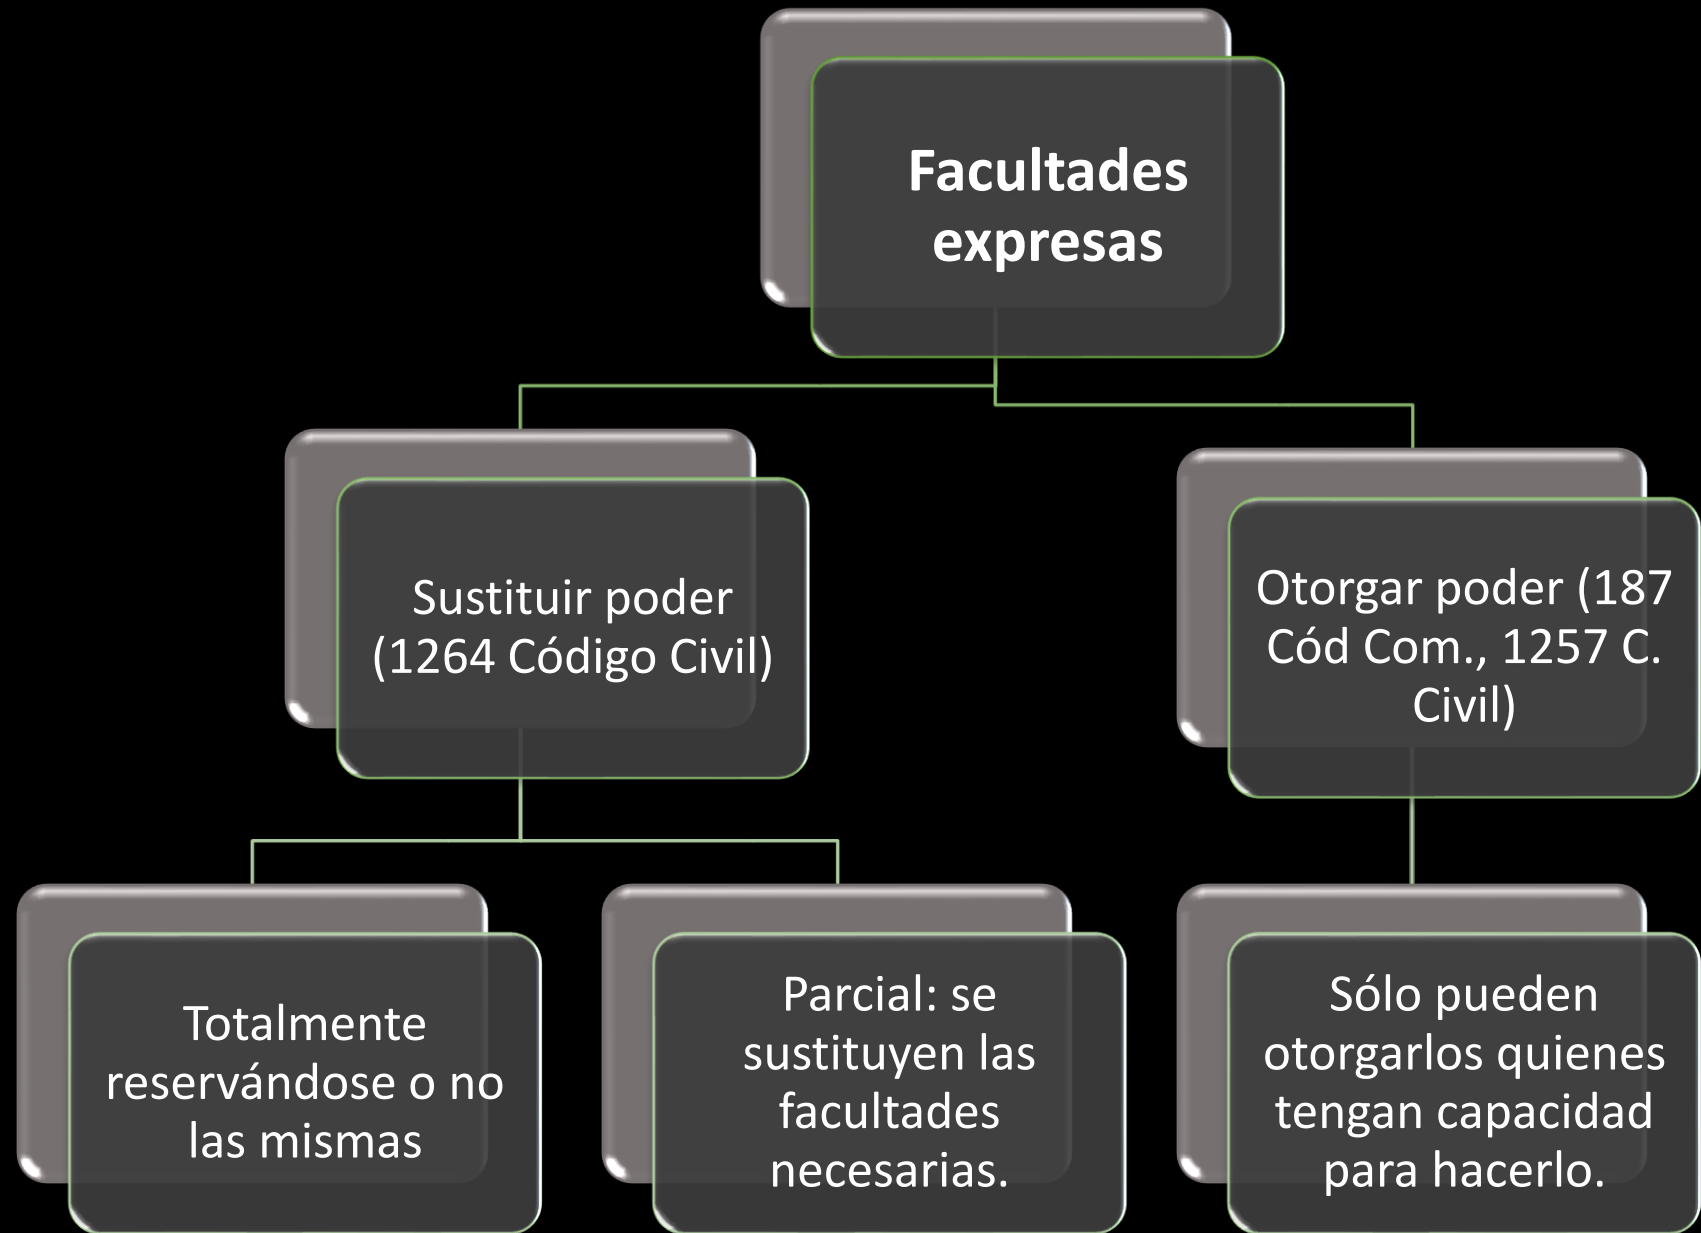 Facultades
expresas
Sustituir poder
(1264 Código Civil)
Otorgar poder (187
Cód Com., 1257 C.
Civil)
Totalmente
reservándose o no
las mismas
Parcial: se
sustituyen las
facultades
necesarias.
Sólo pueden
otorgarlos quienes
tengan capacidad
para hacerlo.